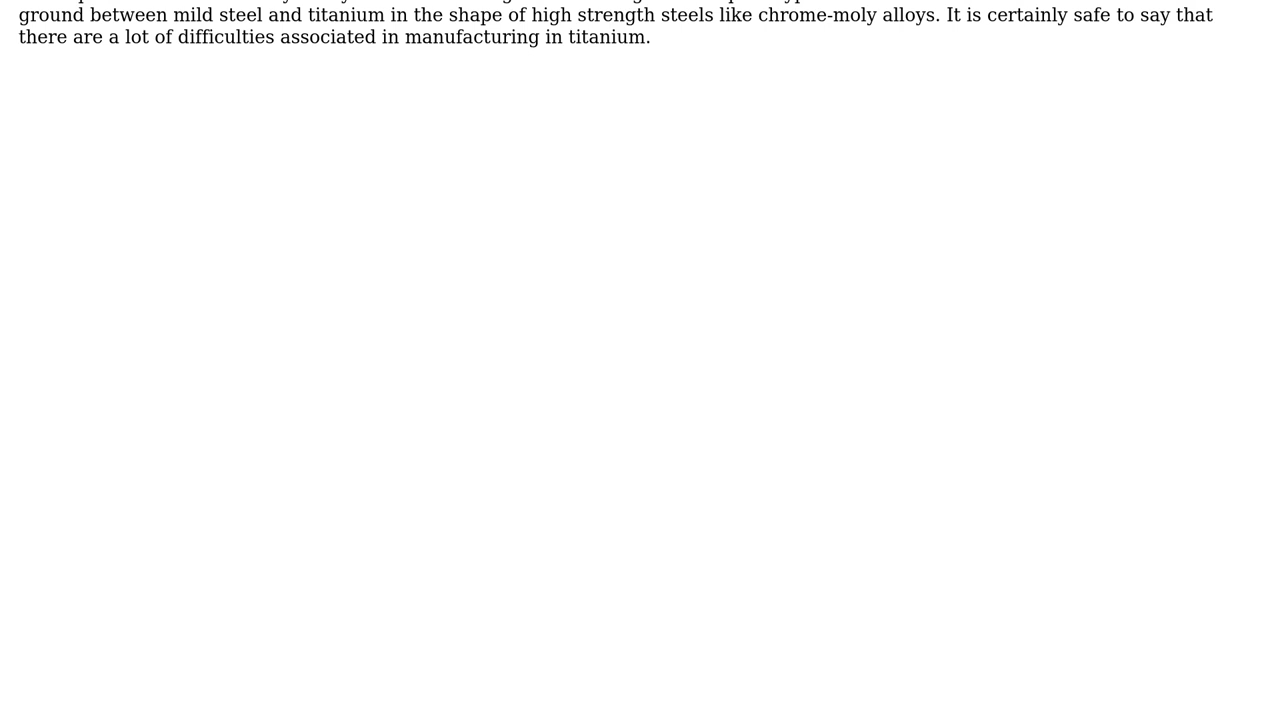 ground between mild steel and titanium in the shape of high strength steels like chrome-moly alloys. It is certainly safe to say that
there are a lot of difficulties associated in manufacturing in titanium.